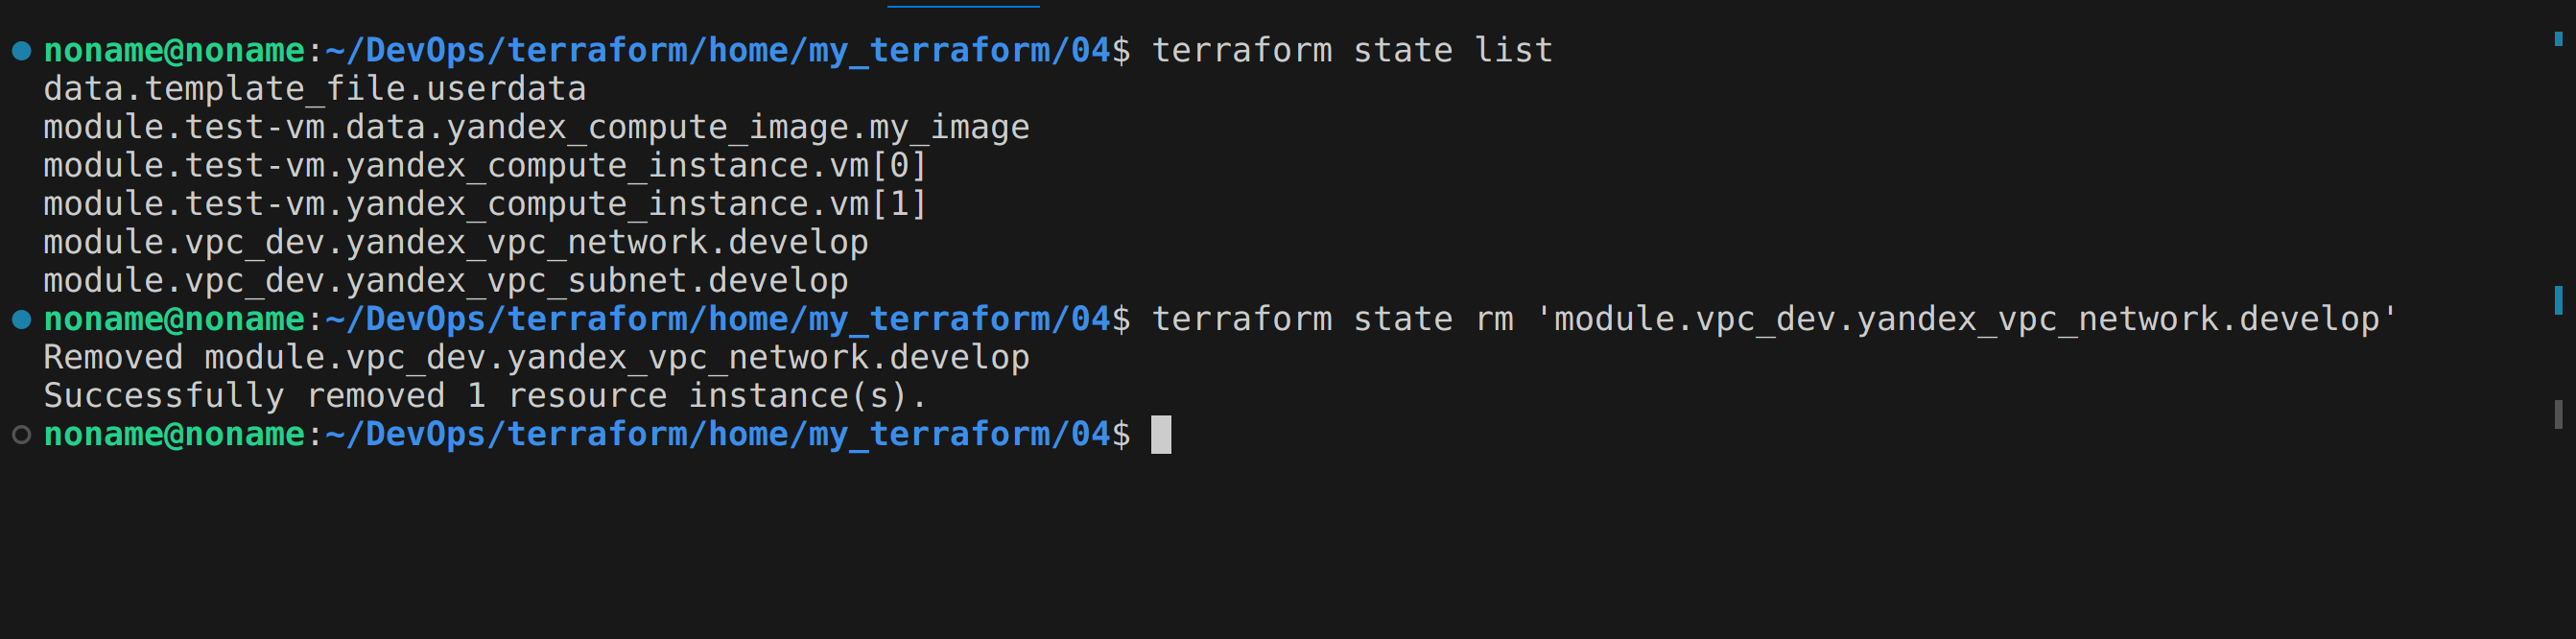 noname@noname:~/DevOps/terraform/home/my_terraform/04$ terraform state list
data.template_file.userdata
module.test-vm.data.yandex_compute_image.my_image
module.test-vm.yandex_compute_instance.vm[0]
module.test-vm.yandex_compute_instance.vm[1]
module.vpc_dev.yandex_vpc_network.develop
module.vpc_dev.yandex_vpc_subnet.develop
noname@noname:~/DevOps/terraform/home/my_terraform/04$ terraform state rm 'module.vpc_dev.yandex_vpc_network.develop'
Removed module.vpc_dev.yandex_vpc_network.develop
Successfully removed 1 resource instance(s).
noname@noname:~/DevOps/terraform/home/my_terraform/04$